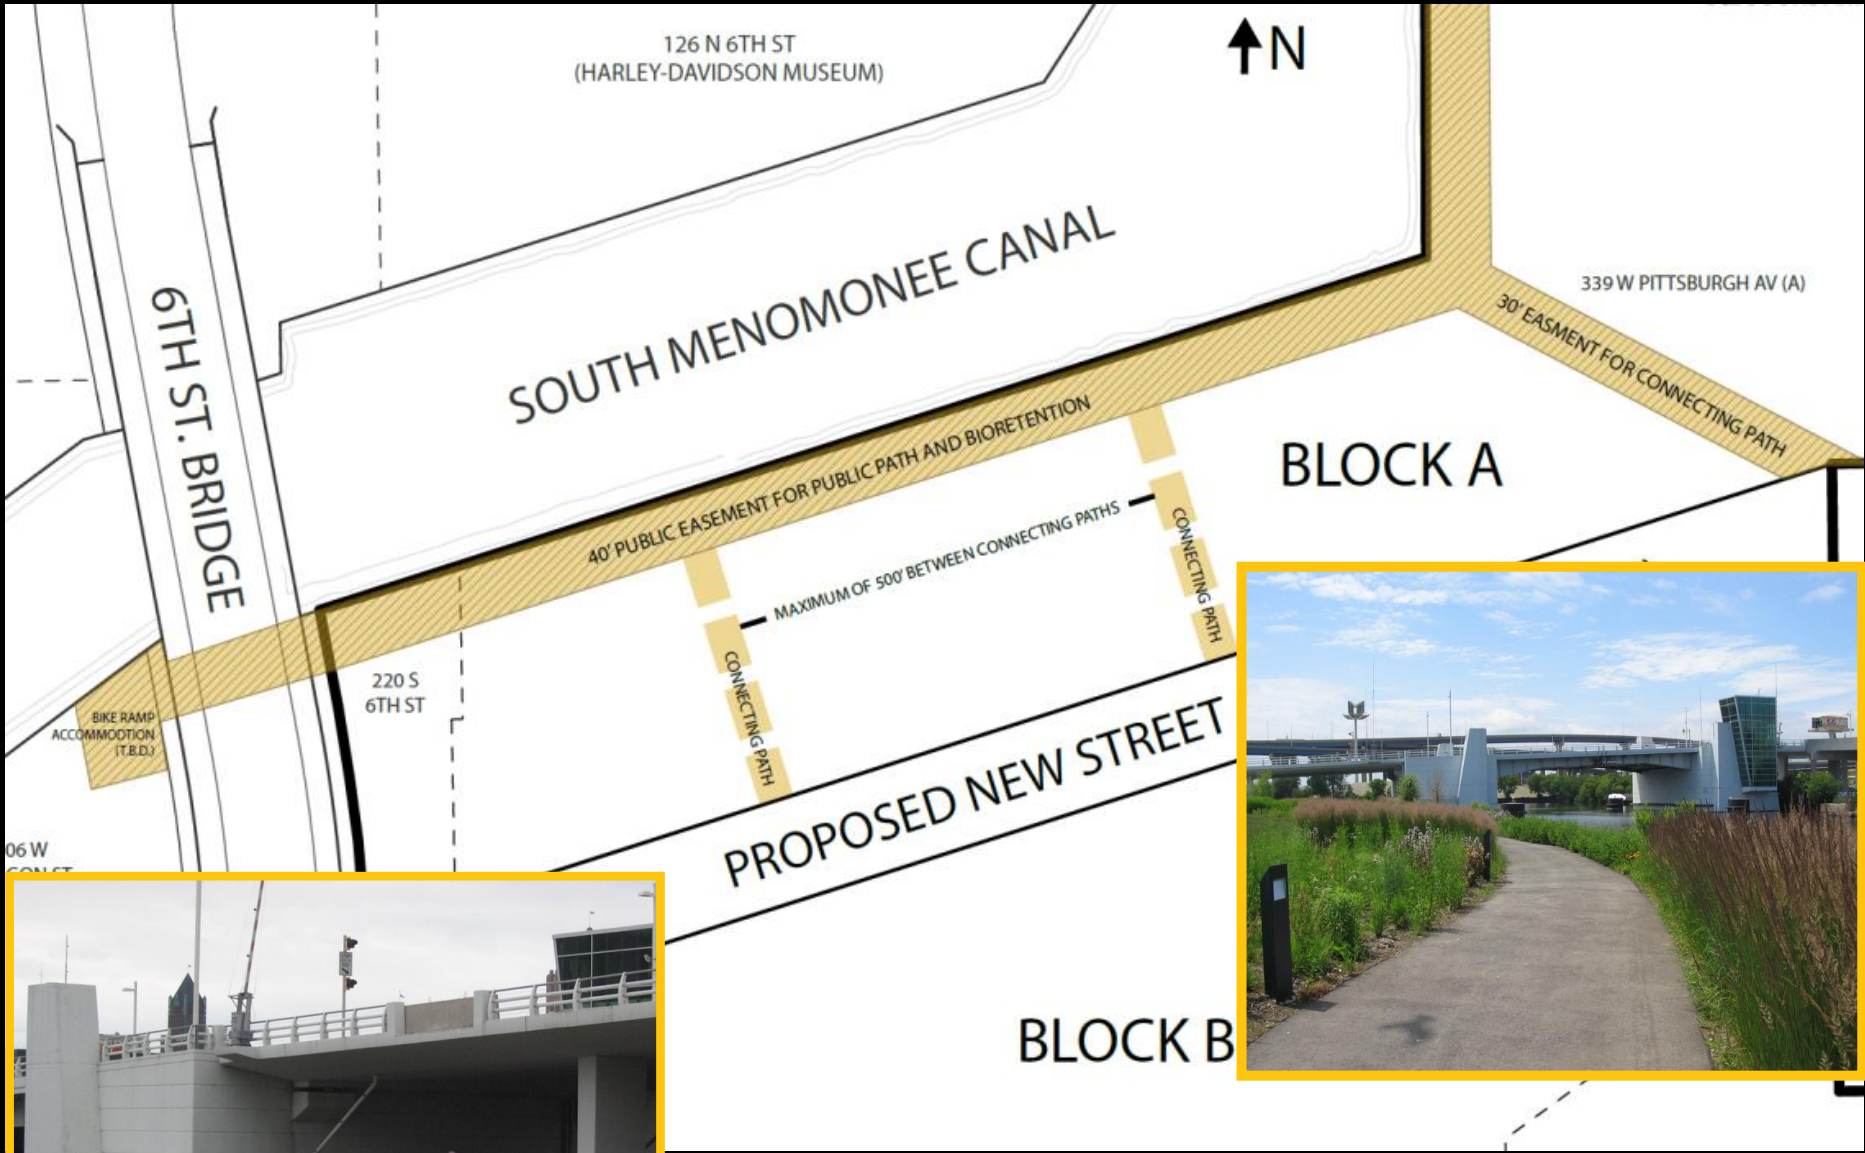 126 N 6TH ST
(HARLEY-DAVIDSON MUSEUM)
N
6TH ST. BRIDGE
SOUTH MENOMONEE CANAL
339 W PITTSBURGH AV (A)
30' EASMENT FOR CONNECTING PATH
40' PUBLIC EASEMENT FOR PUBLIC PATH AND BIORETENTION
BLOCK A
MAXIMUM OF 500' BETWEEN CONNECTING PATHS
CONNECTING PATH
CONNECTING PATH
220 S
6TH ST
BIKE RAMP
ACCOMMODTION
(T.B.D.)
PROPOSED NEW STREET
06 W
BLOCK B